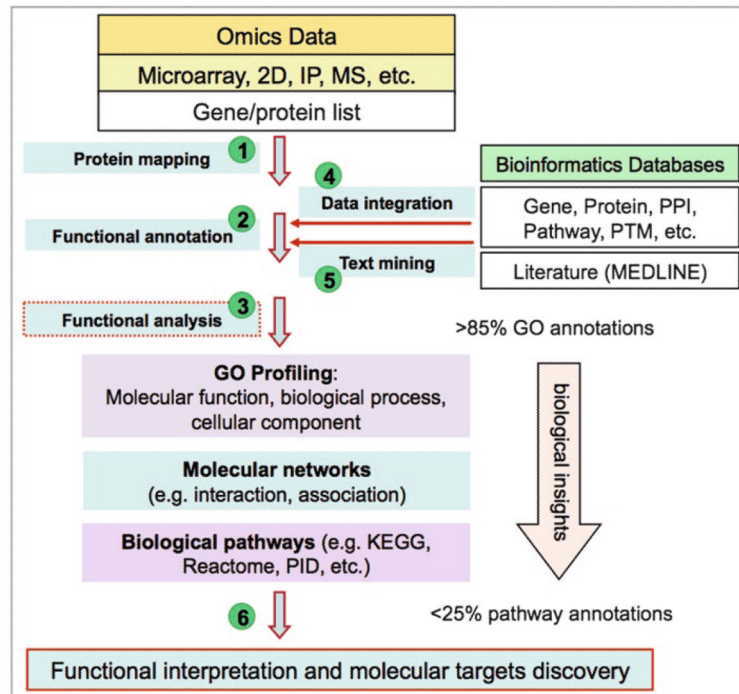 Omics Data
Microarray, 2D, IP, MS, etc.
Gene/protein list
1
Protein mapping
4
Bioinformatics Databases
Data integration
2
Functional annotation
Gene, Protein, PPI,
Pathway, PTM, etc.
5
Text mining
Literature (MEDLINE)
3
Functional analysis
>85% GO annotations
GO Profiling:
Molecular function, biological process,
cellular component
Molecular networks
(e.g. interaction, association)
Biological pathways (e.g. KEGG,
Reactome, PID, etc.)
biological insights
<25% pathway annotations
6
Functional interpretation and molecular targets discovery